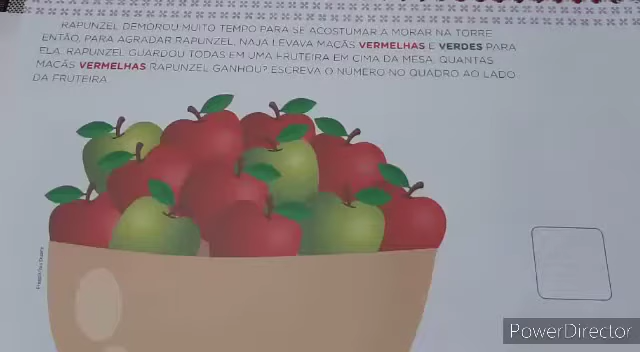 RAPUNZEL DEMOROU MUITO TEMPO PARA SE ACOSTUMAR A MORAR NA TORRE
ENTÃO, PARA AGRADAR RAPUNZEL, NAJA LEVAVA MAÇÃS VERMELHAS E VERDES PARA
ELA. RAPUNZEL GUARDOU TODAS EM UMA FRUTEIRA EM CIMA DA MESA. QUANTAS
MAÇÃS VERMELHAS RAPUNZEL GANHOU? ESCREVA O NÚMERO NO QUADRO AO LADO
DA FRUTEIRA.
PowerDirector